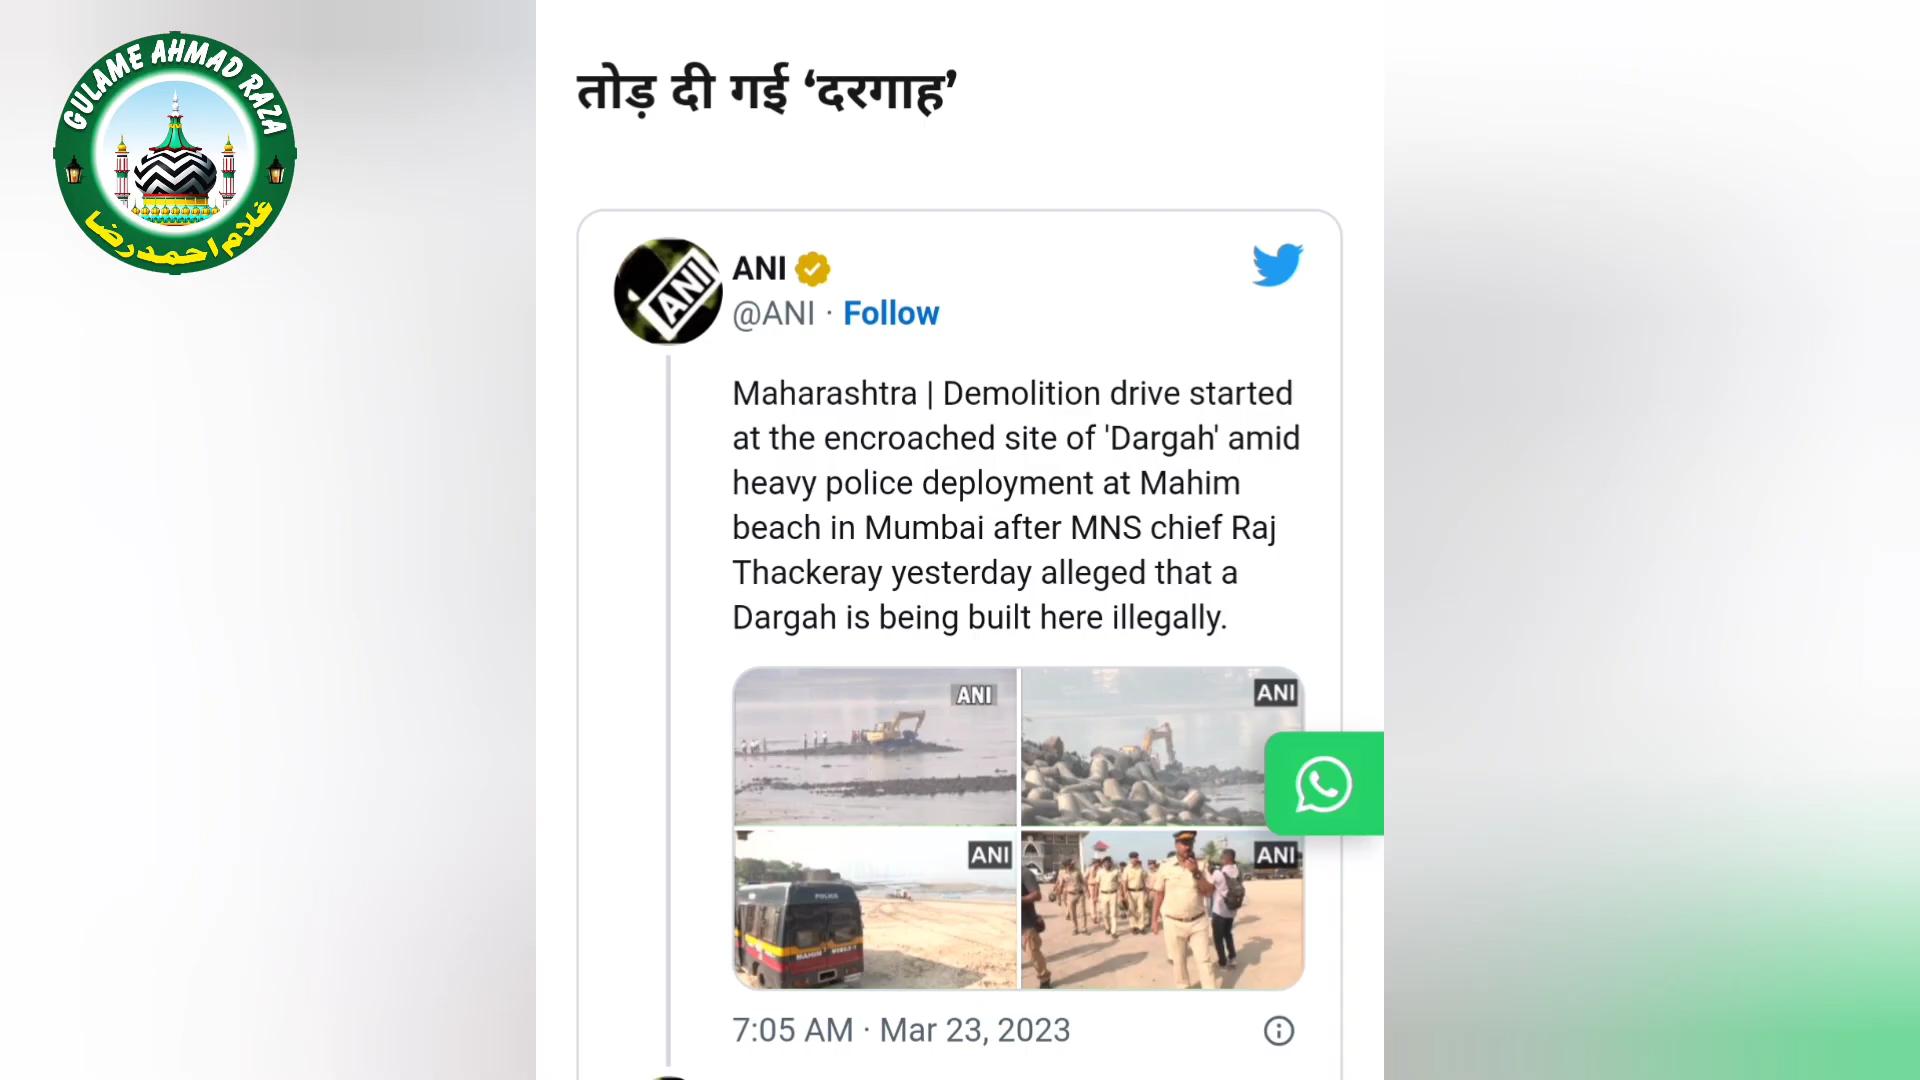 GULAME AHMAD RAZA
غلام احمد رضا
तोड़ दी गई ‘दरगाह’
ANI
ANI
@ANI · Follow
Maharashtra | Demolition drive started
at the encroached site of 'Dargah' amid
heavy police deployment at Mahim
beach in Mumbai after MNS chief Raj
Thackeray yesterday alleged that a
Dargah is being built here illegally.
ANI
ANI
ANI
ANI
POLICE
7:05 AM · Mar 23, 2023